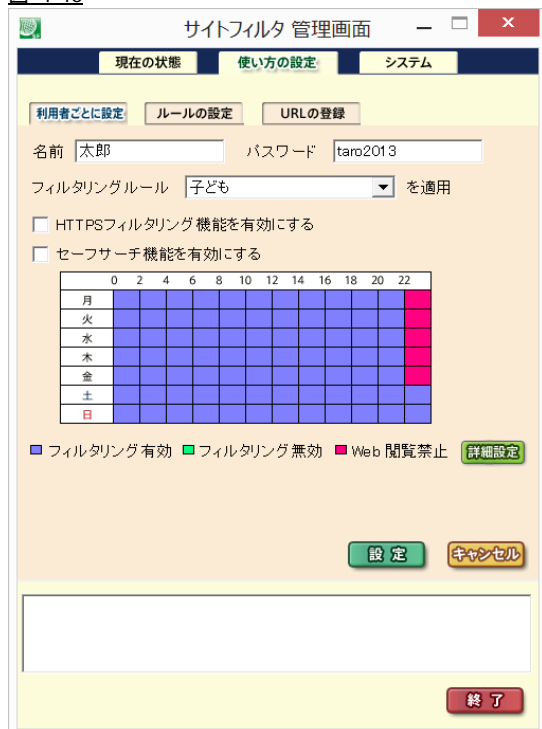 サイトフィルタ 管理画面
現在の状態 使い方の設定 システム
利用者ごとに設定 ルールの設定 URLの登録
名前 太郎 パスワード taro2013
フィルタリングルール 子ども を適用
HTTPSフィルタリング機能を有効にする
セーフサーチ機能を有効にする
0 2 4 6 8 10 12 14 16 18 20 22
月
火
水
木
金
土
日
フィルタリング有効 フィルタリング無効 Web 閲覧禁止 詳細設定
設定 キャンセル
終了